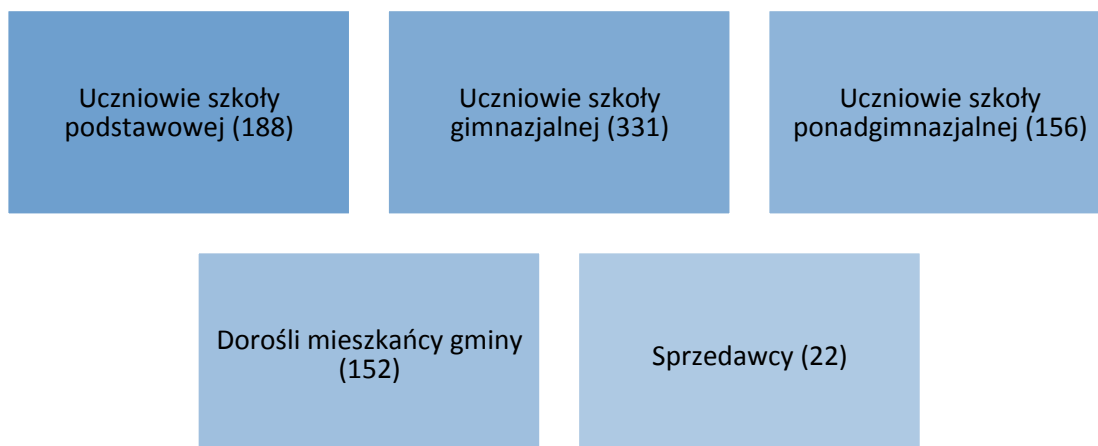 Uczniowie szkoły
podstawowej (188)
Uczniowie szkoły
gimnazjalnej (331)
Uczniowie szkoły
ponadgimnazjalnej (156)
Dorośli mieszkańcy gminy
(152)
Sprzedawcy (22)